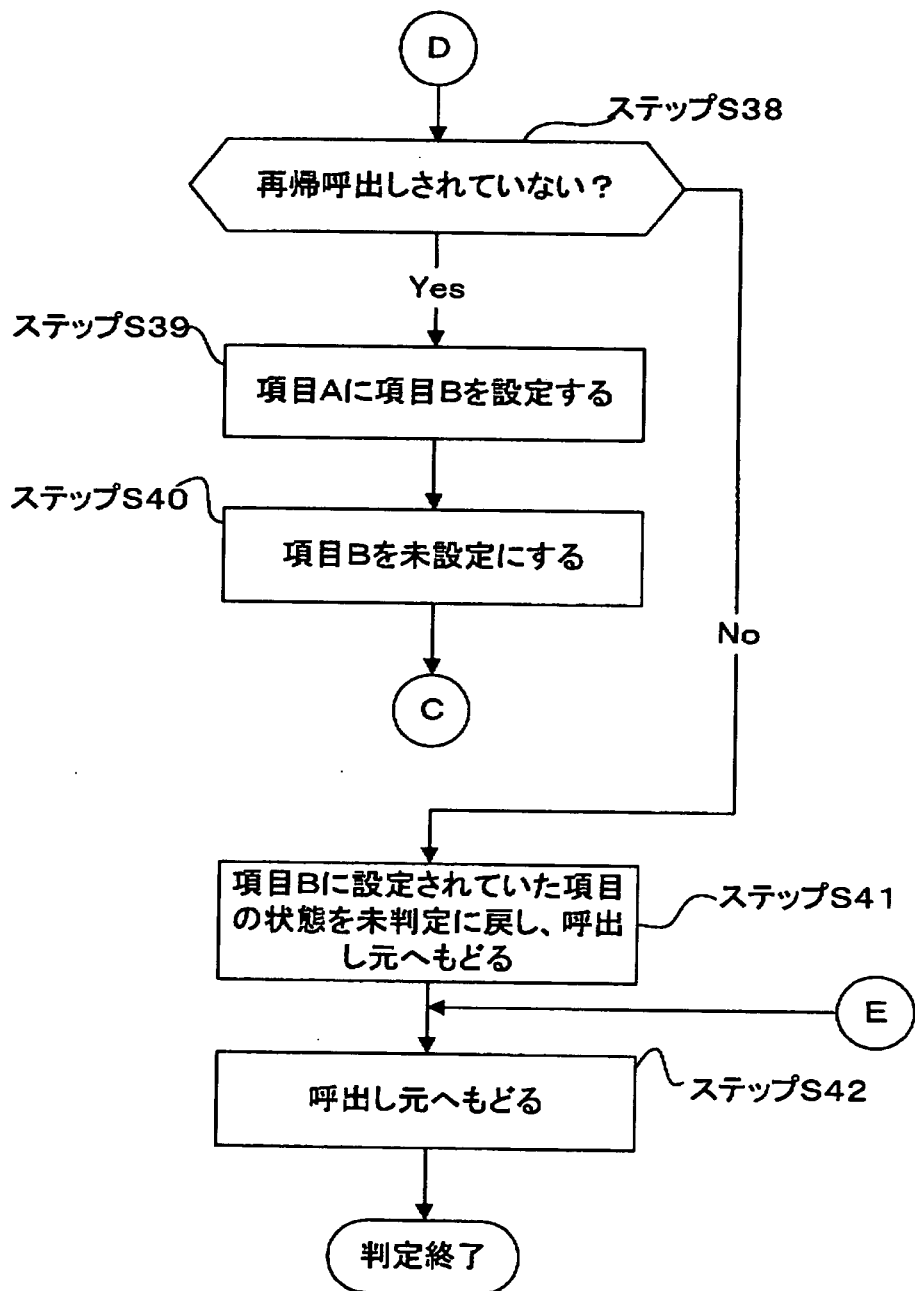 D
ステップS38
再帰呼出しされていない?
Yes
ステップS39
項目Aに項目Bを設定する
ステップS40
項目Bを未設定にする
No
C
項目Bに設定されていた項目
の状態を未判定に戻し、呼出
し元へもどる
ステップS41
E
呼出し元へもどる
ステップS42
判定終了